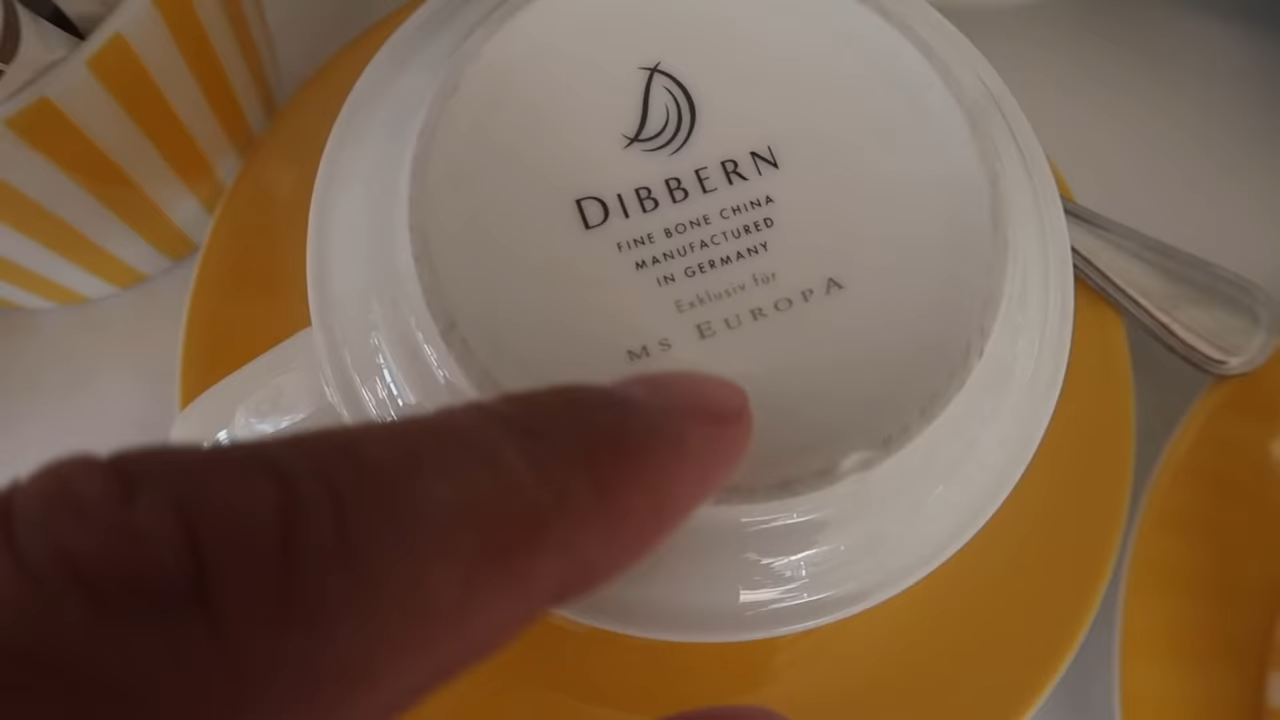 DIBBERN
FINE BONE CHINA
MANUFACTURED
IN GERMANY
Exklusiv für
MS EUROPA